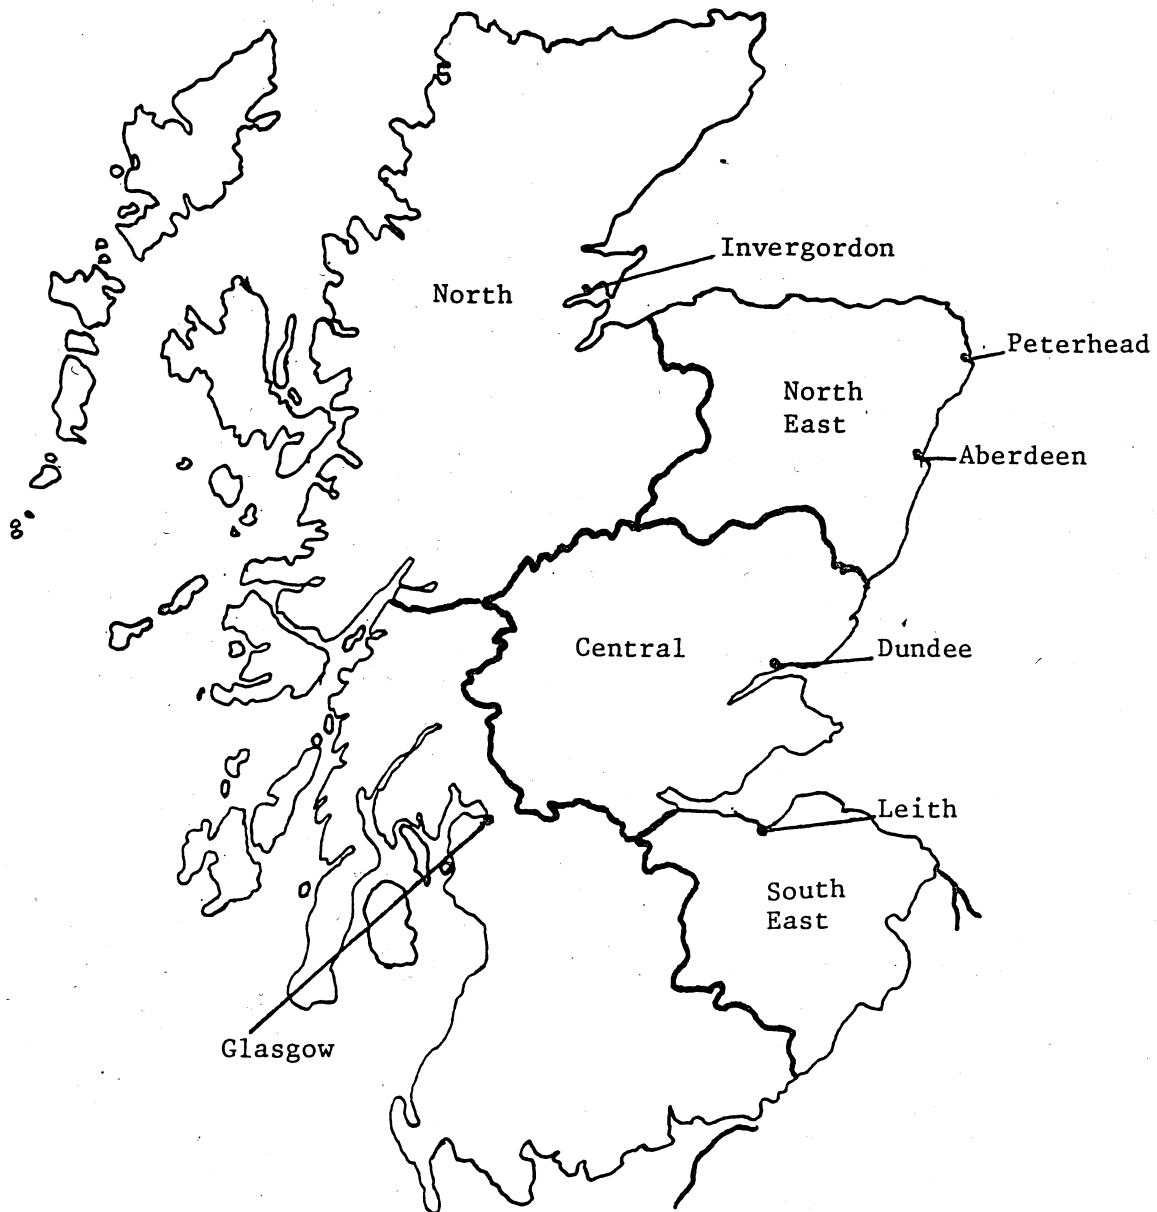 Invergordon
North
Peterhead
North
East
Aberdeen
Central
Dundee
Leith
South
East
Glasgow